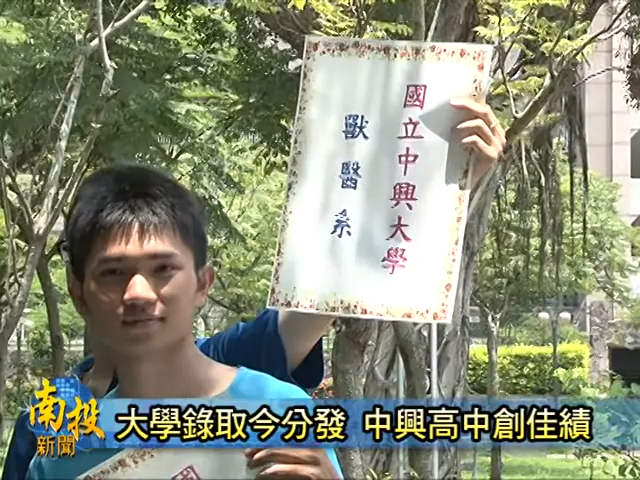 國立中興大學
獸醫系
南投
新聞
大學錄取今分發 中興高中創佳績